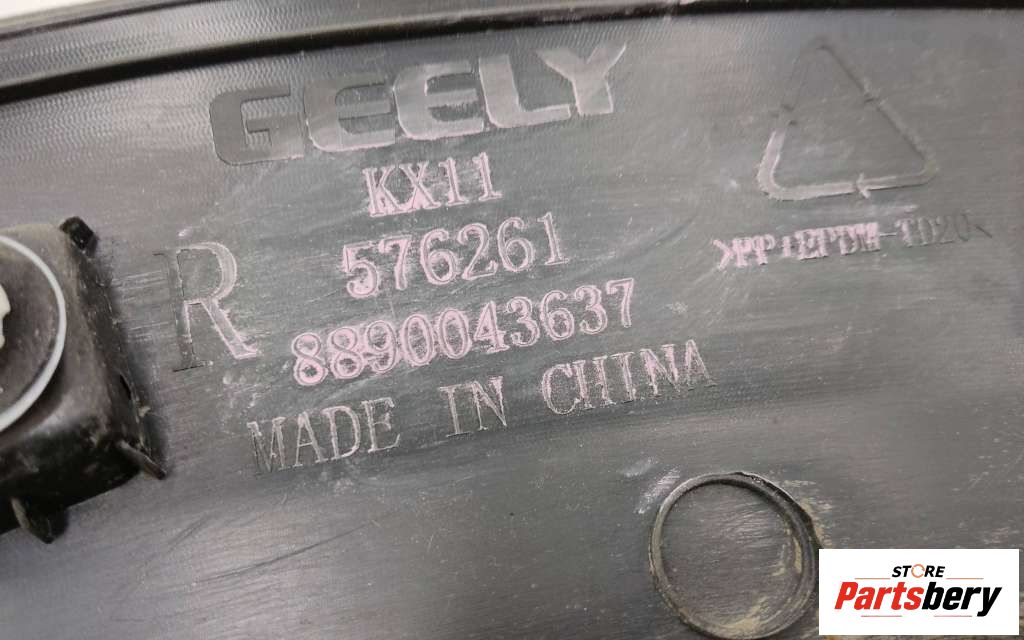 GEELY
KX11
R
576261
8890043637
MADE IN CHINA
>PP+EPDM-TD20<
STORE
Partsbery